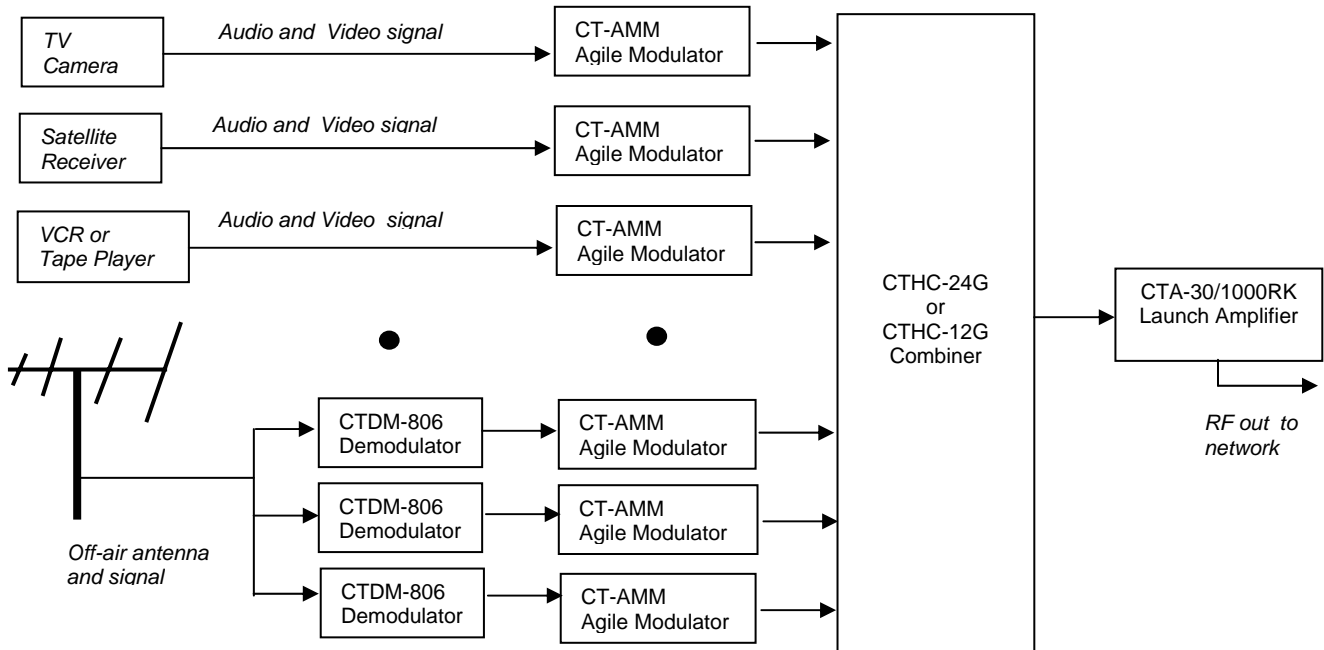 TV
Camera
Audio and Video signal
CT-AMM
Agile Modulator
Satellite
Receiver
Audio and Video signal
CT-AMM
Agile Modulator
VCR or
Tape Player
Audio and Video signal
CT-AMM
Agile Modulator
CTHC-24G
or
CTHC-12G
Combiner
CTA-30/1000RK
Launch Amplifier
RF out to
network
CTDM-806
Demodulator
CT-AMM
Agile Modulator
CTDM-806
Demodulator
CT-AMM
Agile Modulator
Off-air antenna
and signal
CTDM-806
Demodulator
CT-AMM
Agile Modulator